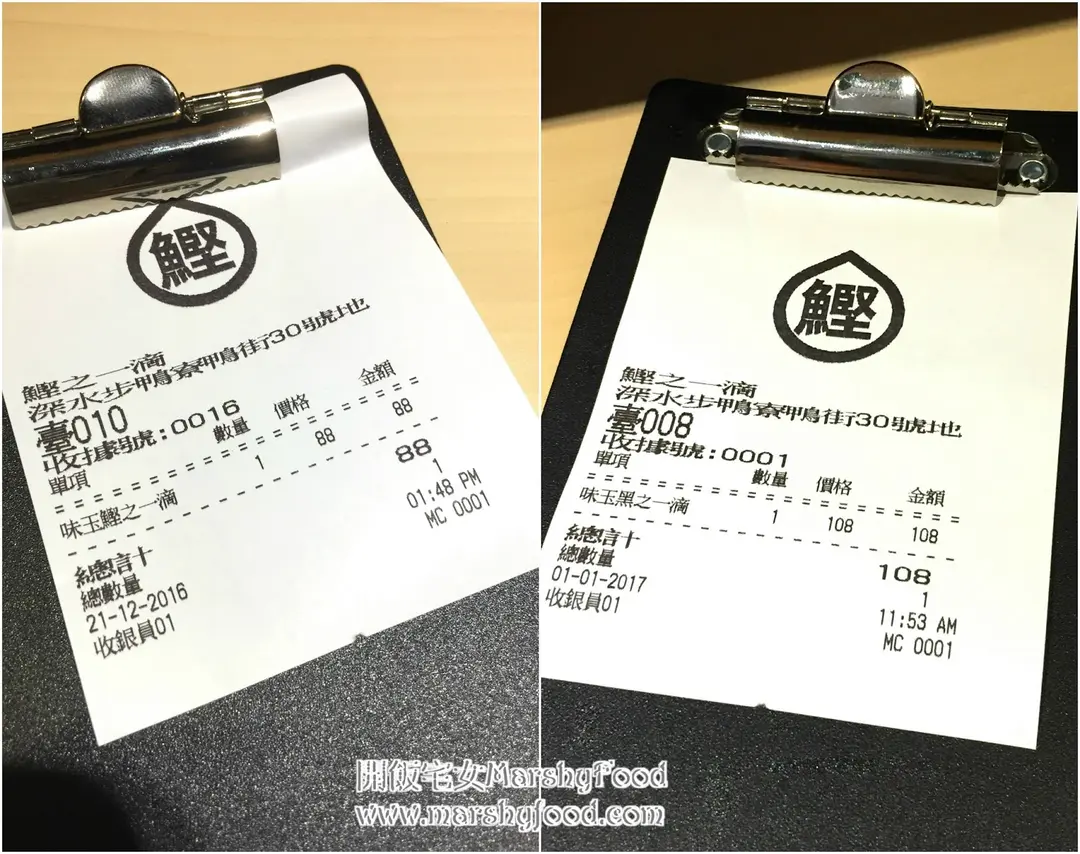 鰹
鰹之一滴
深水步鴨寮鴨街30號地
臺010
收據號:0016
單項 數量 價格 金額
味玉鰹之一滴 1 88 88
總計 88
總數量 1
21-12-2016 01:48 PM
收銀員01 MC 0001
鰹
鰹之一滴
深水步鴨寮鴨街30號地
臺008
收據號:0001
單項 數量 價格 金額
味玉黑之一滴 1 108 108
總計 108
總數量 1
01-01-2017 11:53 AM
收銀員01 MC 0001
開飯宅女MarshyFood
www.marshyfood.com